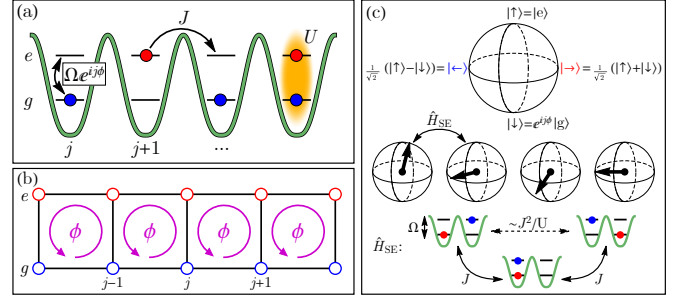 (a)
J
U
e
Ωe^{ijϕ}
g
j
j+1
...
(b)
e
ϕ ϕ ϕ ϕ
g
j-1
j
j+1
(c)
|↑⟩=|e⟩
1/√2 (|↑⟩−|↓⟩)=|←⟩
|→⟩=1/√2 (|↑⟩+|↓⟩)
|↓⟩=e^{ijϕ}|g⟩
Ĥ_SE
Ω
~J²/U
Ĥ_SE:
J
J